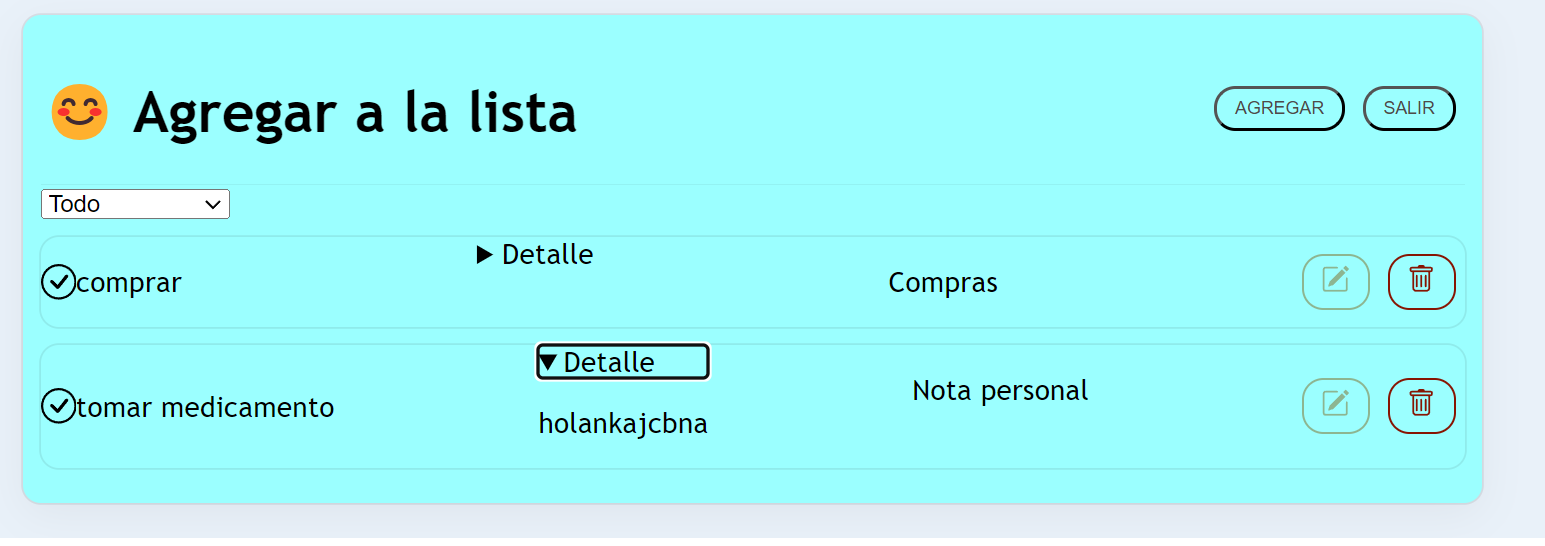 Agregar a la lista
AGREGAR
SALIR
Todo
comprar
Detalle
Compras
tomar medicamento
Detalle
holankajcbna
Nota personal